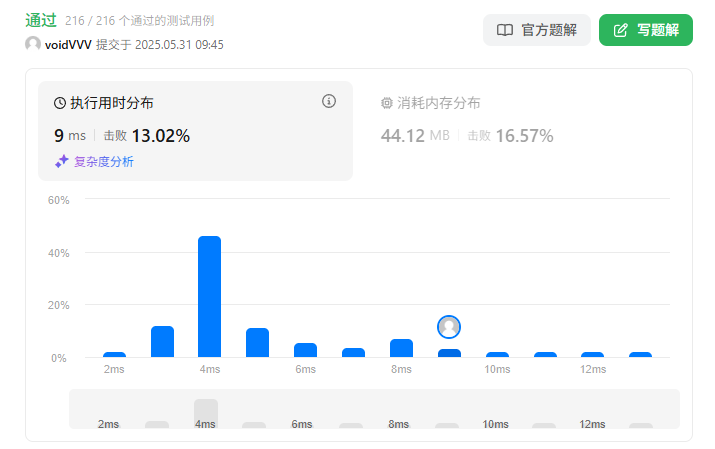 通过 216 / 216 个通过的测试用例
voidVVV 提交于 2025.05.31 09:45
官方题解
写题解
执行用时分布
9 ms 击败 13.02%
复杂度分析
消耗内存分布
44.12 MB 击败 16.57%
60%
40%
20%
0%
2ms 4ms 6ms 8ms 10ms 12ms
2ms 4ms 6ms 8ms 10ms 12ms